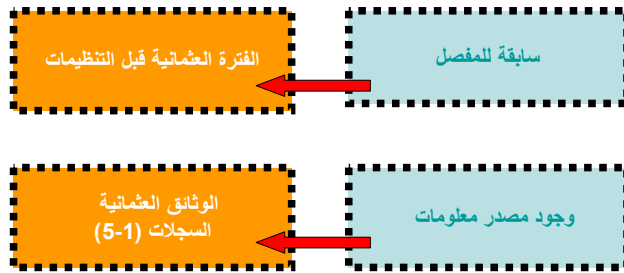 سابقة للمفصل
الفترة العثمانية قبل التنظيمات
وجود مصدر معلومات
الوثائق العثمانية
السجلات (1-5)